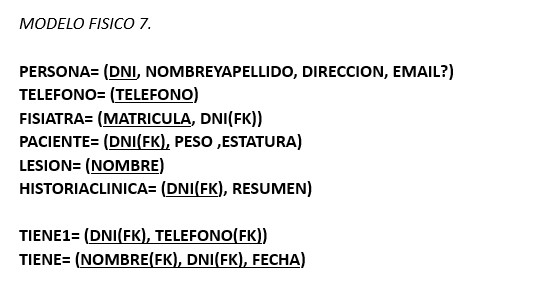 MODELO FISICO 7.
PERSONA= (DNI, NOMBREYAPELLIDO, DIRECCION, EMAIL?)
TELEFONO= (TELEFONO)
FISIATRA= (MATRICULA, DNI(FK))
PACIENTE= (DNI(FK), PESO ,ESTATURA)
LESION= (NOMBRE)
HISTORIACLINICA= (DNI(FK), RESUMEN)
TIENE1= (DNI(FK), TELEFONO(FK))
TIENE= (NOMBRE(FK), DNI(FK), FECHA)